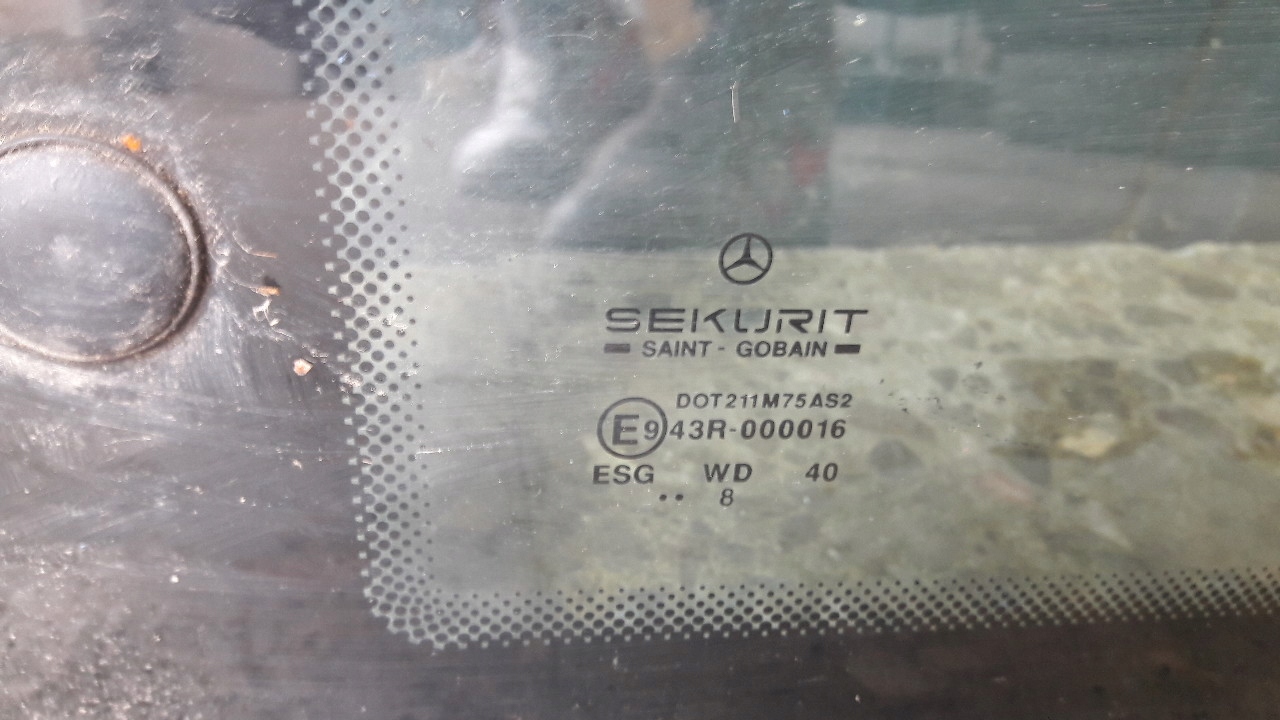 SEKURIT
SAINT - GOBAIN
DOT211M75AS2
E9 43R-000016
ESG WD 40
.. 8